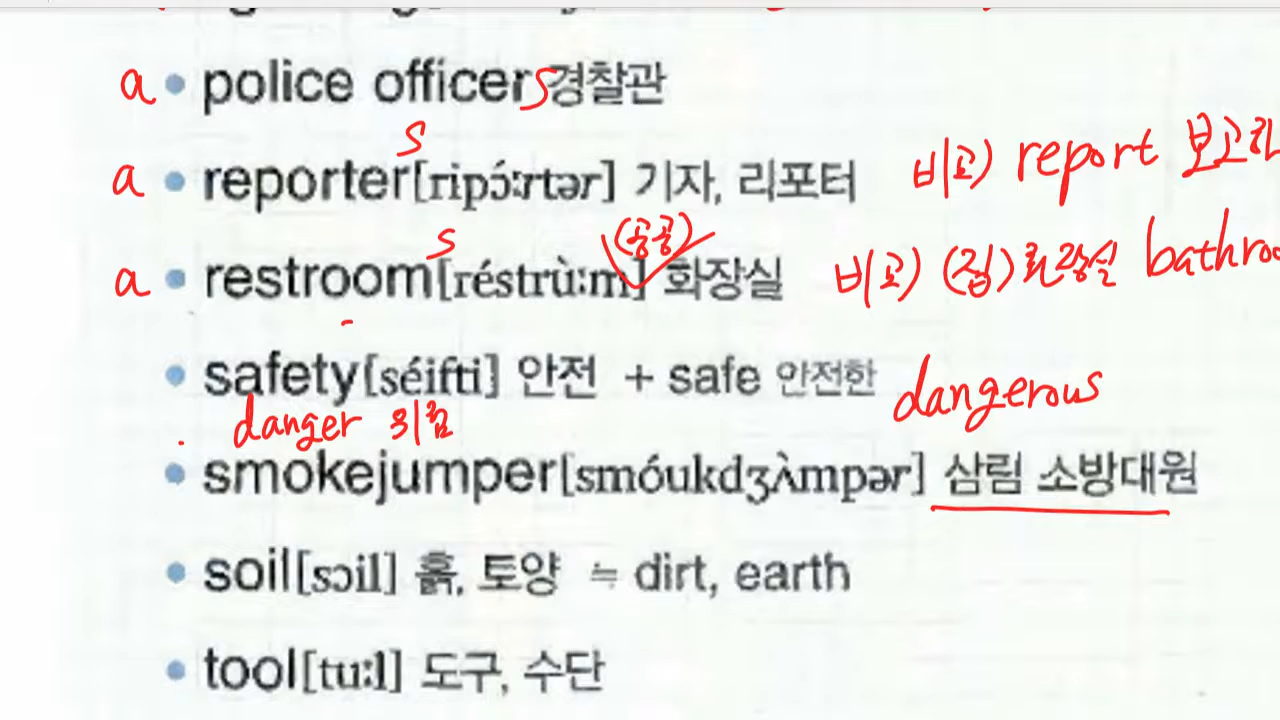 a • police officers 경찰관
a • reporter s [ripɔ́ːrtər] 기자, 리포터 비교) report 보고하
a • restroom s [réstrùːm] (공공) 화장실 비교) (집) 화장실 bathroo
• safety[séifti] 안전 + safe 안전한 dangerous
danger 위험
• smokejumper[smóukdʒʌ̀mpər] 삼림 소방대원
• soil[sɔil] 흙, 토양 ≒ dirt, earth
• tool[tuːl] 도구, 수단